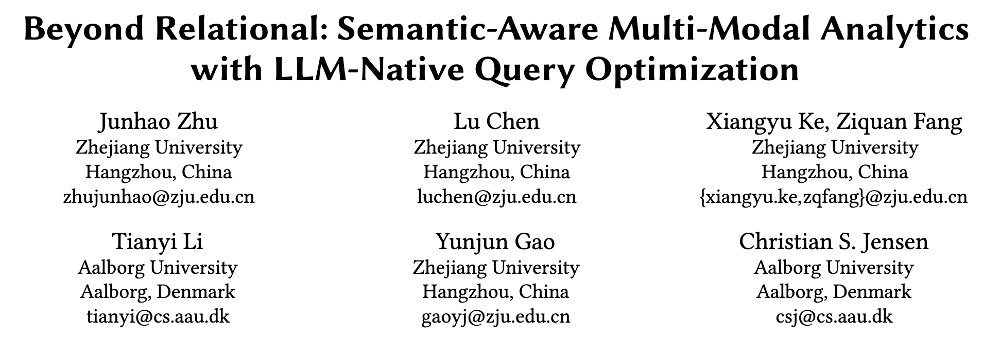 Beyond Relational: Semantic-Aware Multi-Modal Analytics
with LLM-Native Query Optimization
Junhao Zhu
Zhejiang University
Hangzhou, China
zhujunhao@zju.edu.cn
Lu Chen
Zhejiang University
Hangzhou, China
luchen@zju.edu.cn
Xiangyu Ke, Ziquan Fang
Zhejiang University
Hangzhou, China
{xiangyu.ke,zqfang}@zju.edu.cn
Tianyi Li
Aalborg University
Aalborg, Denmark
tianyi@cs.aau.dk
Yunjun Gao
Zhejiang University
Hangzhou, China
gaoyj@zju.edu.cn
Christian S. Jensen
Aalborg University
Aalborg, Denmark
csj@cs.aau.dk